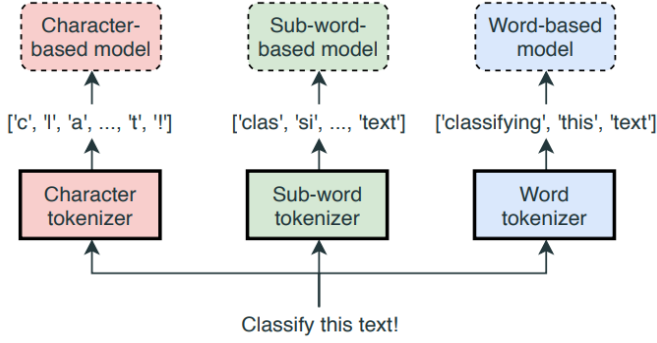 Character-
based model
Sub-word-
based model
Word-based
model
['c', 'l', 'a', ..., 't', '!']
['clas', 'si', ..., 'text']
['classifying', 'this', 'text']
Character
tokenizer
Sub-word
tokenizer
Word
tokenizer
Classify this text!